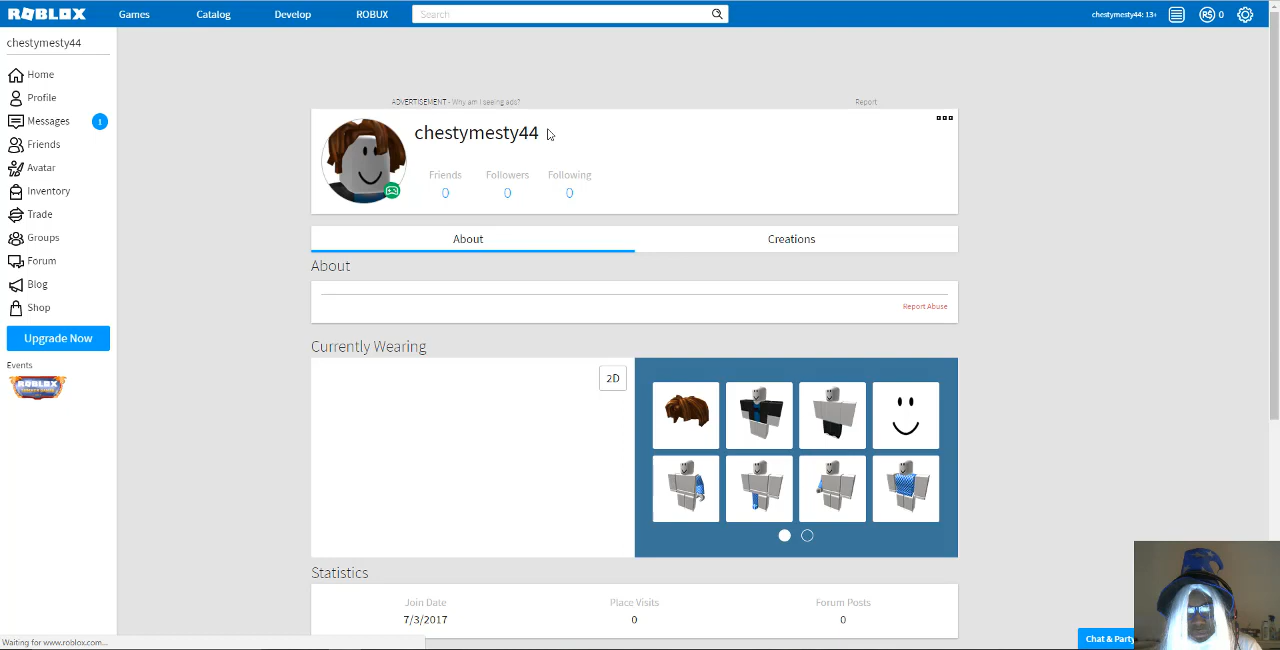 ROBLOX Games Catalog Develop ROBUX Search chestymesty44: 13+ R$ 0
chestymesty44
Home
Profile
Messages 1
Friends
Avatar
Inventory
Trade
Groups
Forum
Blog
Shop
Upgrade Now
Events
ROBLOX
ADVERTISEMENT - Why am I seeing ads? Report
chestymesty44
Friends Followers Following
0 0 0
About Creations
About
Report Abuse
Currently Wearing
2D
Statistics
Join Date Place Visits Forum Posts
7/3/2017 0 0
Chat & Party
Waiting for www.roblox.com...